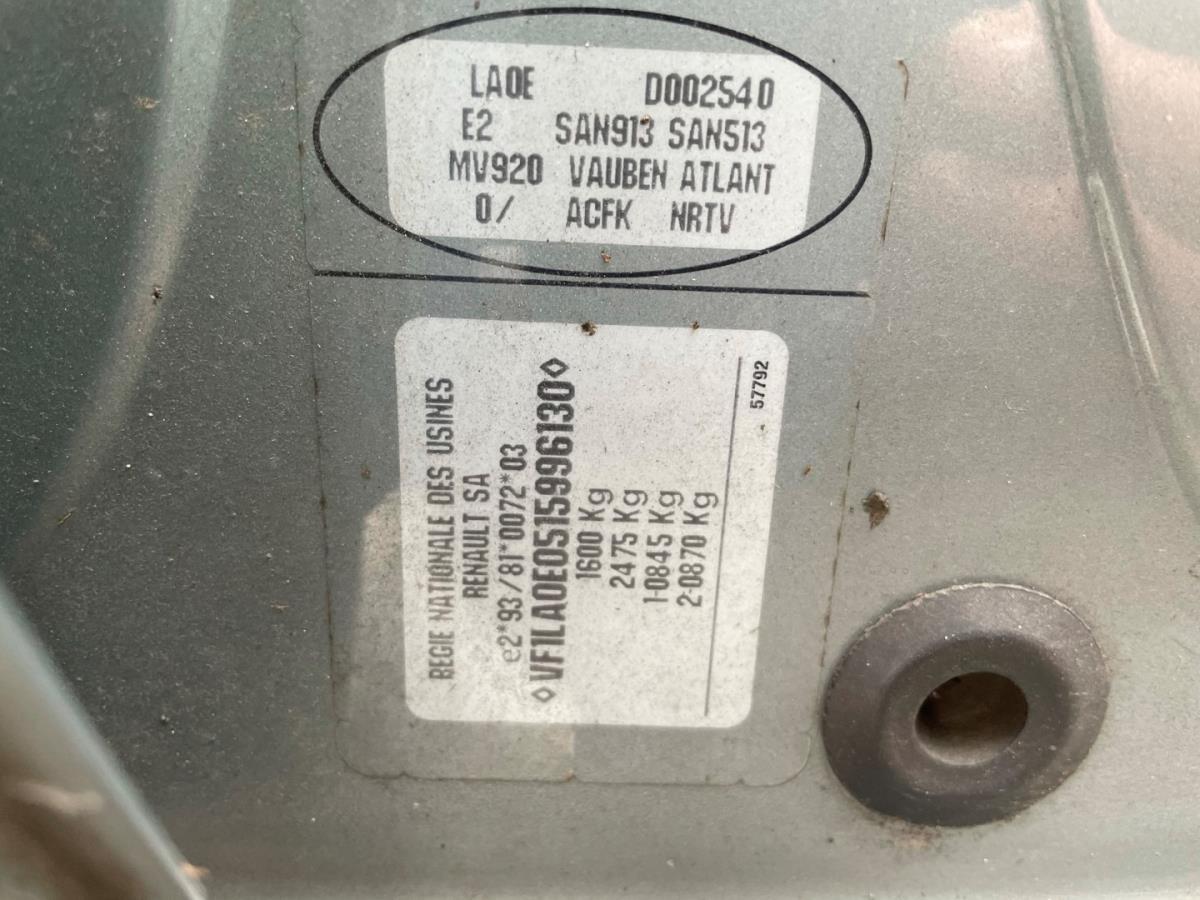 LA0E D002540
E2 SAN913 SAN513
MV920 VAUBEN ATLANT
0/ ACFK NRTV
REGIE NATIONALE DES USINES
RENAULT SA
e2*93/81*0072*03
◊VF1LA0E0515996130◊
1600 Kg
2475 Kg
1-0845 Kg
2-0870 Kg
57792